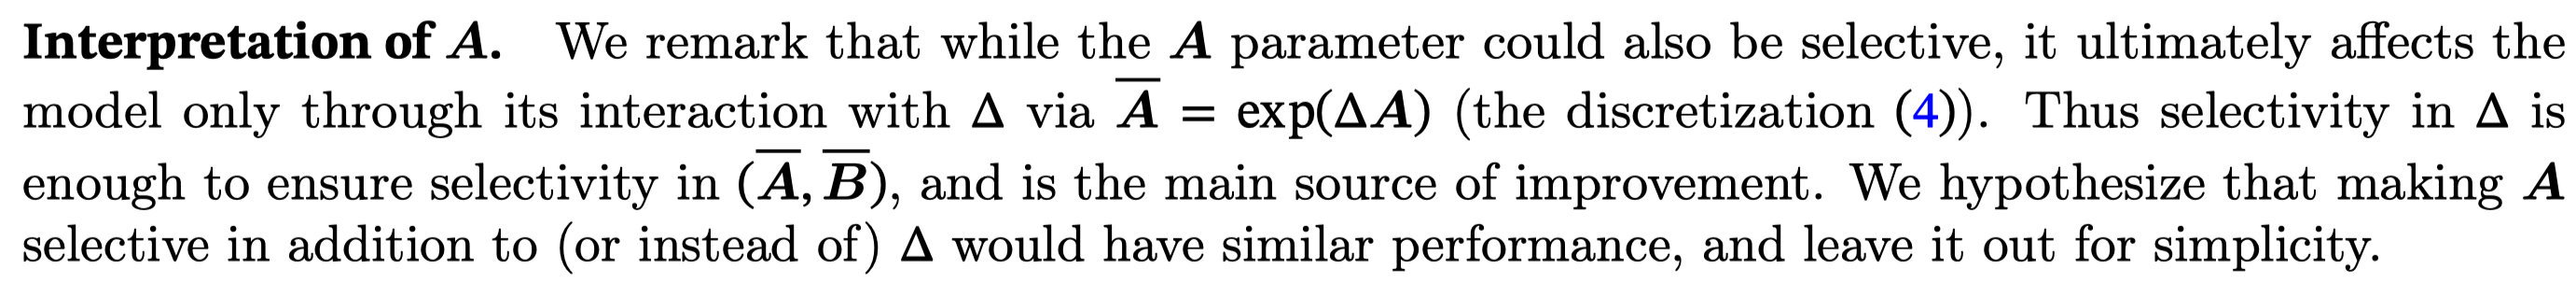 Interpretation of A. We remark that while the A parameter could also be selective, it ultimately affects the
model only through its interaction with Δ via A̅ = exp(ΔA) (the discretization (4)). Thus selectivity in Δ is
enough to ensure selectivity in (A̅, B̅), and is the main source of improvement. We hypothesize that making A
selective in addition to (or instead of) Δ would have similar performance, and leave it out for simplicity.